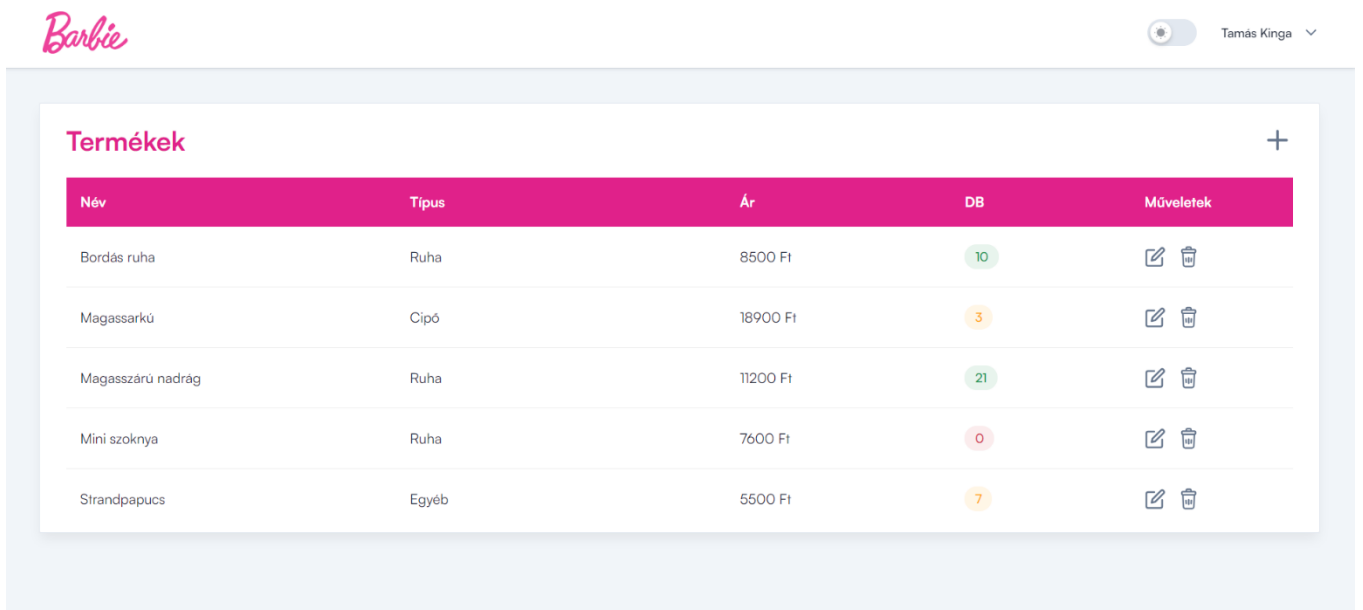 Barbie
Tamás Kinga
Termékek
Név Típus Ár DB Műveletek
Bordás ruha Ruha 8500 Ft 10
Magassarkú Cipő 18900 Ft 3
Magasszárú nadrág Ruha 11200 Ft 21
Mini szoknya Ruha 7600 Ft 0
Strandpapucs Egyéb 5500 Ft 7